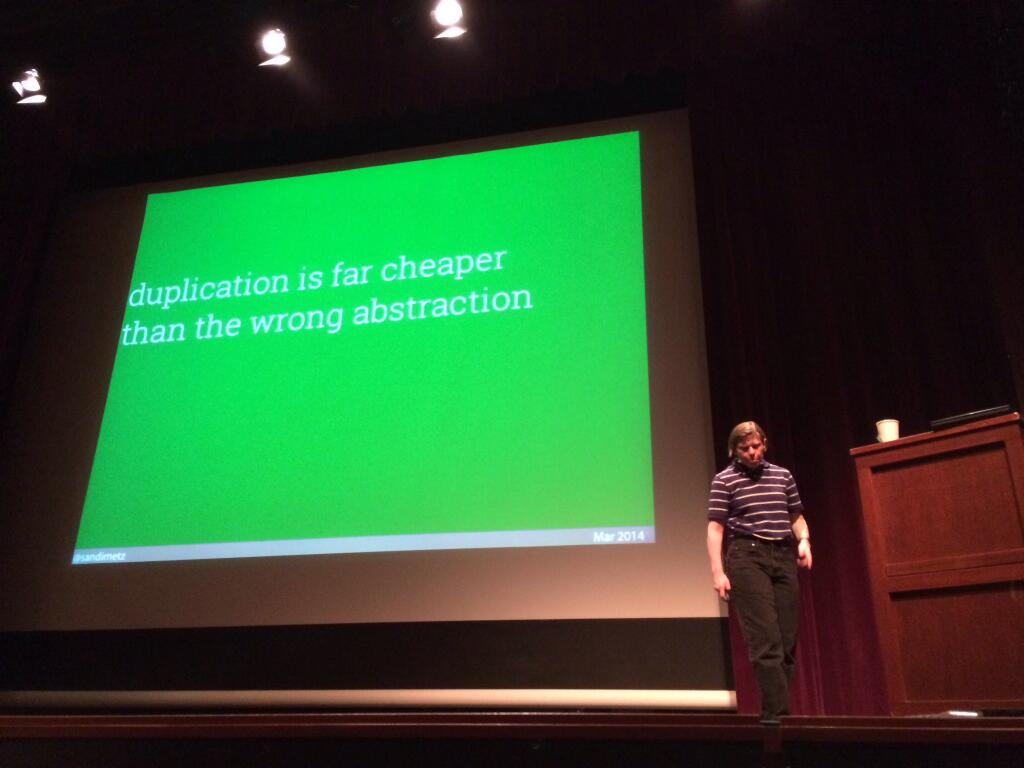 duplication is far cheaper
than the wrong abstraction
@sandimetz
Mar 2014